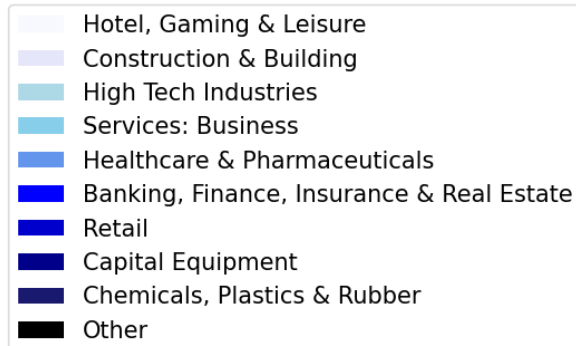 Hotel, Gaming & Leisure
Construction & Building
High Tech Industries
Services: Business
Healthcare & Pharmaceuticals
Banking, Finance, Insurance & Real Estate
Retail
Capital Equipment
Chemicals, Plastics & Rubber
Other